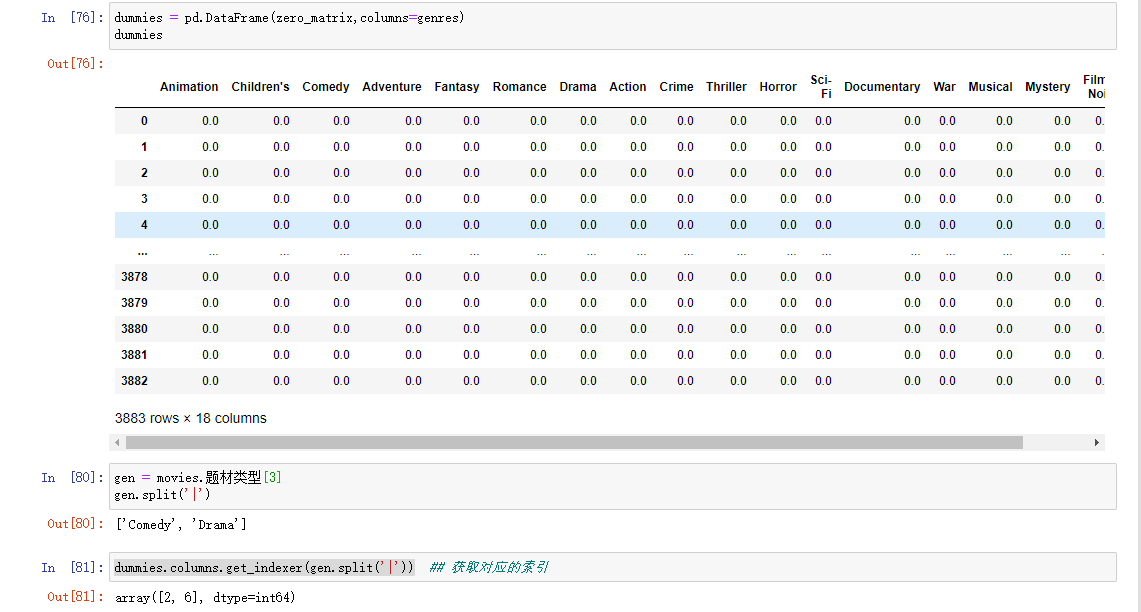 In [76]: dummies = pd.DataFrame(zero_matrix,columns=genres)
dummies
Out[76]:
Animation Children's Comedy Adventure Fantasy Romance Drama Action Crime Thriller Horror Sci-Fi Documentary War Musical Mystery Film Noi
0 0.0 0.0 0.0 0.0 0.0 0.0 0.0 0.0 0.0 0.0 0.0 0.0 0.0 0.0 0.0 0.0 0.
1 0.0 0.0 0.0 0.0 0.0 0.0 0.0 0.0 0.0 0.0 0.0 0.0 0.0 0.0 0.0 0.0 0.
2 0.0 0.0 0.0 0.0 0.0 0.0 0.0 0.0 0.0 0.0 0.0 0.0 0.0 0.0 0.0 0.0 0.
3 0.0 0.0 0.0 0.0 0.0 0.0 0.0 0.0 0.0 0.0 0.0 0.0 0.0 0.0 0.0 0.0 0.
4 0.0 0.0 0.0 0.0 0.0 0.0 0.0 0.0 0.0 0.0 0.0 0.0 0.0 0.0 0.0 0.0 0.
... ... ... ... ... ... ... ... ... ... ... ... ... ... ... ... ... .
3878 0.0 0.0 0.0 0.0 0.0 0.0 0.0 0.0 0.0 0.0 0.0 0.0 0.0 0.0 0.0 0.0 0.
3879 0.0 0.0 0.0 0.0 0.0 0.0 0.0 0.0 0.0 0.0 0.0 0.0 0.0 0.0 0.0 0.0 0.
3880 0.0 0.0 0.0 0.0 0.0 0.0 0.0 0.0 0.0 0.0 0.0 0.0 0.0 0.0 0.0 0.0 0.
3881 0.0 0.0 0.0 0.0 0.0 0.0 0.0 0.0 0.0 0.0 0.0 0.0 0.0 0.0 0.0 0.0 0.
3882 0.0 0.0 0.0 0.0 0.0 0.0 0.0 0.0 0.0 0.0 0.0 0.0 0.0 0.0 0.0 0.0 0.
3883 rows × 18 columns
In [80]: gen = movies.题材类型[3]
gen.split('|')
Out[80]: ['Comedy', 'Drama']
In [81]: dummies.columns.get_indexer(gen.split('|')) ## 获取对应的索引
Out[81]: array([2, 6], dtype=int64)